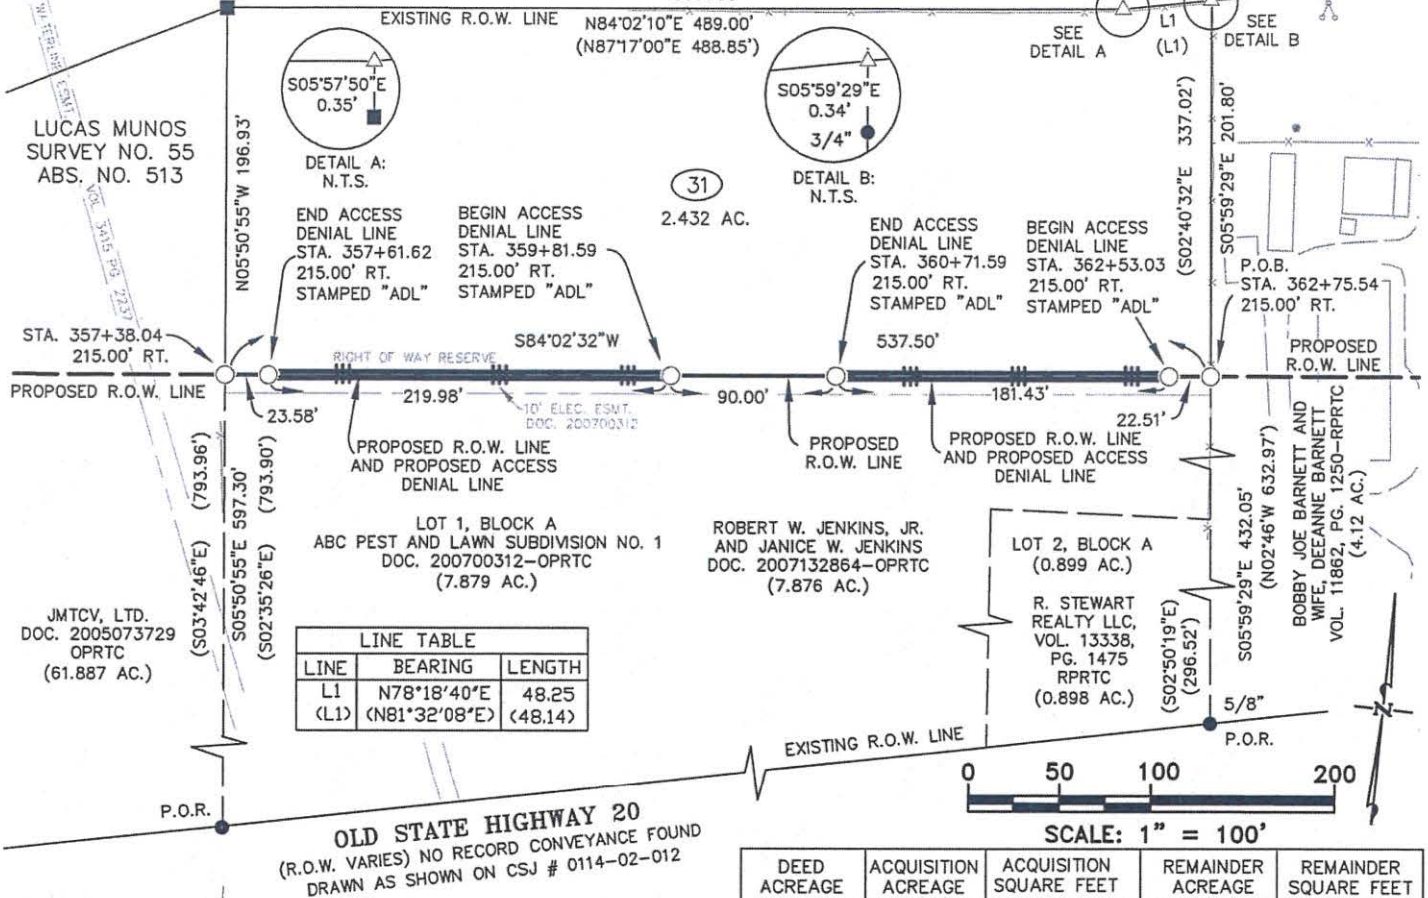 EXISTING R.O.W. LINE
N84°02'10"E 489.00'
(N87°17'00"E 488.85')
SEE
DETAIL A
L1
(L1)
SEE
DETAIL B
WATERLINE ESMT.
VOL 3415 PG 2237
LUCAS MUNOS
SURVEY NO. 55
ABS. NO. 513
N05°50'55"W 196.93'
S05°57'50"E
0.35'
DETAIL A:
N.T.S.
S05°59'29"E
0.34'
3/4"
DETAIL B:
N.T.S.
31
2.432 AC.
(S02°40'32"E 337.02')
S05°59'29"E 201.80'
END ACCESS
DENIAL LINE
STA. 357+61.62
215.00' RT.
STAMPED "ADL"
BEGIN ACCESS
DENIAL LINE
STA. 359+81.59
215.00' RT.
STAMPED "ADL"
END ACCESS
DENIAL LINE
STA. 360+71.59
215.00' RT.
STAMPED "ADL"
BEGIN ACCESS
DENIAL LINE
STA. 362+53.03
215.00' RT.
STAMPED "ADL"
P.O.B.
STA. 362+75.54
215.00' RT.
STA. 357+38.04
215.00' RT.
PROPOSED R.O.W. LINE
RIGHT OF WAY RESERVE
S84°02'32"W
537.50'
PROPOSED
R.O.W. LINE
23.58'
219.98'
10' ELEC. ESMT.
DOC. 200700312
90.00'
181.43'
22.51'
PROPOSED R.O.W. LINE
AND PROPOSED ACCESS
DENIAL LINE
PROPOSED
R.O.W. LINE
PROPOSED R.O.W. LINE
AND PROPOSED ACCESS
DENIAL LINE
(S03°42'46"E) (793.96')
S05°50'55"E 597.30'
(S02°35'26"E) (793.90')
LOT 1, BLOCK A
ABC PEST AND LAWN SUBDIVISION NO. 1
DOC. 200700312-OPRTC
(7.879 AC.)
ROBERT W. JENKINS, JR.
AND JANICE W. JENKINS
DOC. 2007132864-OPRTC
(7.876 AC.)
LOT 2, BLOCK A
(0.899 AC.)
R. STEWART
REALTY LLC,
VOL. 13338,
PG. 1475
RPRTC
(0.898 AC.)
(S02°50'19"E)
(296.52')
S05°59'29"E 432.05'
(N02°46'W 632.97')
BOBBY JOE BARNETT AND
WIFE, DEEANNE BARNETT
VOL. 11862, PG. 1250-RPRTC
(4.12 AC.)
JMTCV, LTD.
DOC. 2005073729
OPRTC
(61.887 AC.)
LINE TABLE
LINE BEARING LENGTH
L1 N78°18'40"E 48.25
(L1) (N81°32'08"E) (48.14)
5/8"
P.O.R.
N
EXISTING R.O.W. LINE
P.O.R.
OLD STATE HIGHWAY 20
(R.O.W. VARIES) NO RECORD CONVEYANCE FOUND
DRAWN AS SHOWN ON CSJ # 0114-02-012
0 50 100 200
SCALE: 1" = 100'
DEED ACREAGE
ACQUISITION ACREAGE
ACQUISITION SQUARE FEET
REMAINDER ACREAGE
REMAINDER SQUARE FEET